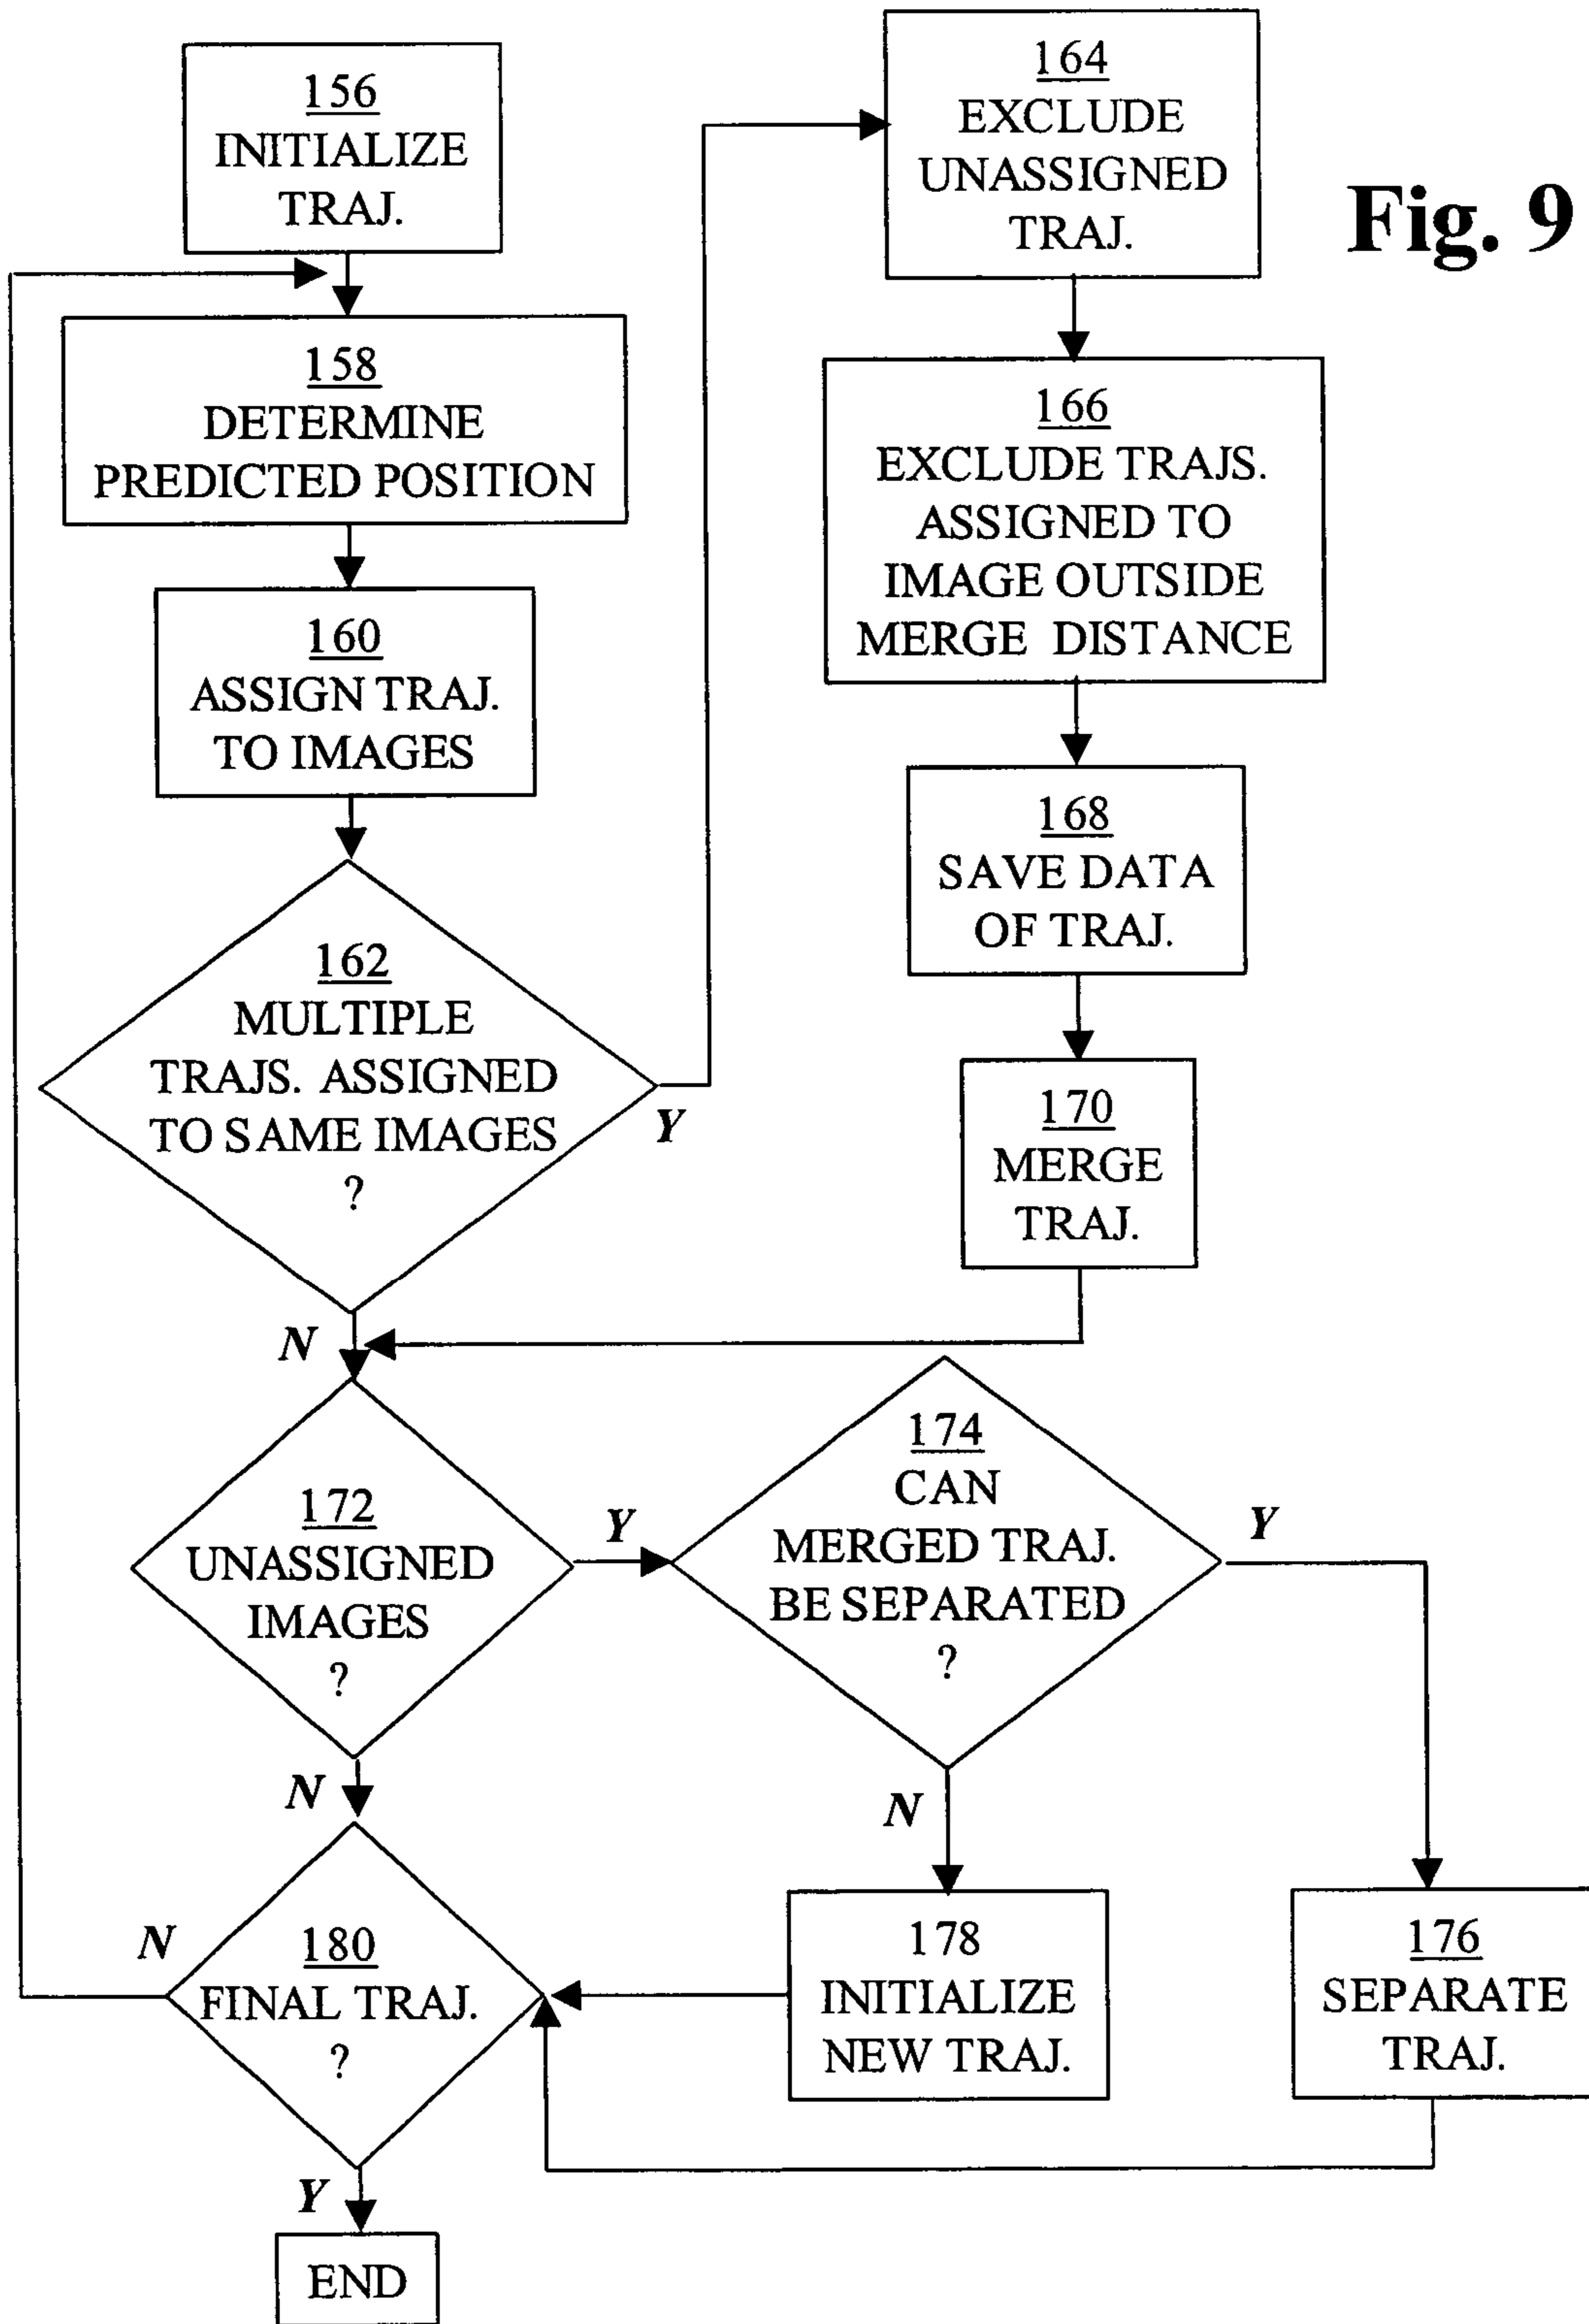 156
INITIALIZE
TRAJ.
158
DETERMINE
PREDICTED POSITION
160
ASSIGN TRAJ.
TO IMAGES
162
MULTIPLE
TRAJS. ASSIGNED
TO SAME IMAGES
?
Y
N
164
EXCLUDE
UNASSIGNED
TRAJ.
Fig. 9
166
EXCLUDE TRAJS.
ASSIGNED TO
IMAGE OUTSIDE
MERGE DISTANCE
168
SAVE DATA
OF TRAJ.
170
MERGE
TRAJ.
172
UNASSIGNED
IMAGES
?
Y
N
174
CAN
MERGED TRAJ.
BE SEPARATED
?
Y
N
178
INITIALIZE
NEW TRAJ.
176
SEPARATE
TRAJ.
180
FINAL TRAJ.
?
N
Y
END